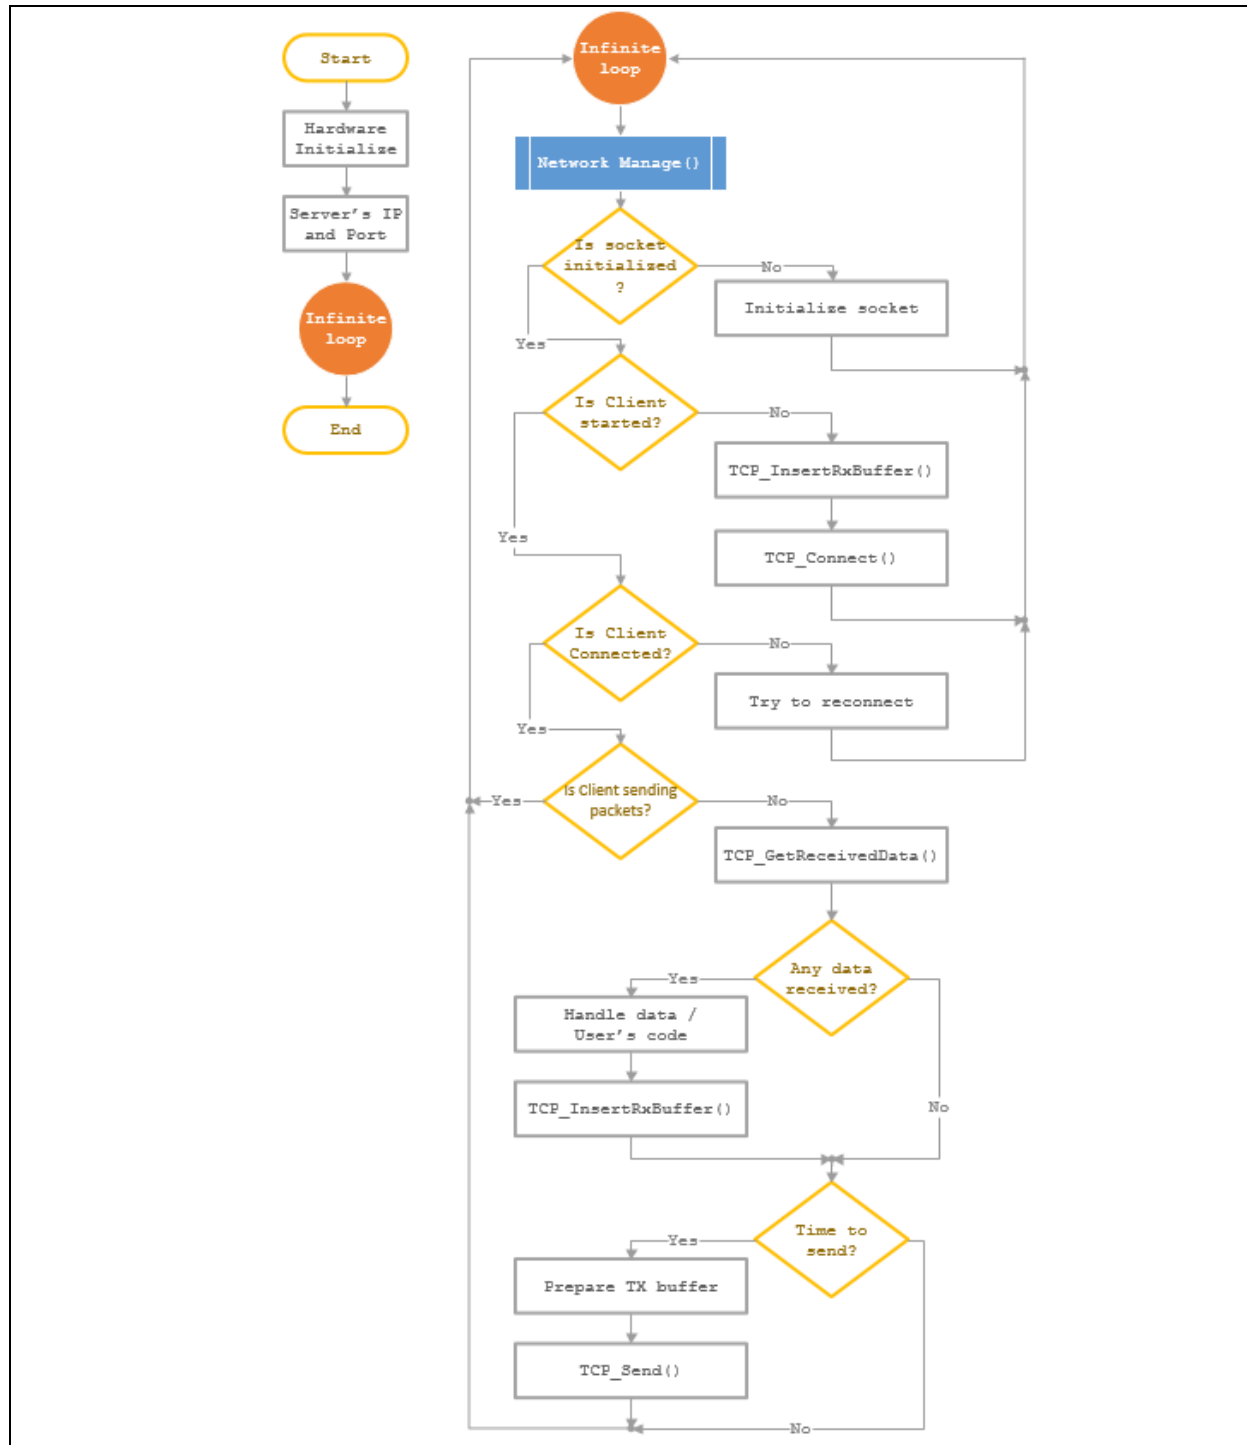 Start
Hardware
Initialize
Server's IP
and Port
Infinite
loop
End
Infinite
loop
Network Manage()
Is socket
initialized
?
No
Initialize socket
Yes
Is Client
started?
No
TCP_InsertRxBuffer()
TCP_Connect()
Yes
Is Client
Connected?
No
Try to reconnect
Yes
Is Client sending
packets?
Yes
No
TCP_GetReceivedData()
Any data
received?
Yes
Handle data /
User's code
TCP_InsertRxBuffer()
No
Time to
send?
Yes
Prepare TX buffer
TCP_Send()
No